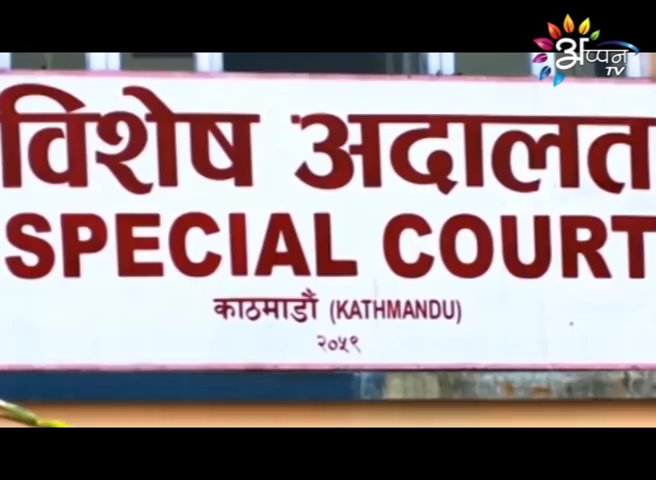 अप्पन
TV
विशेष अदालत
SPECIAL COURT
काठमाडौं (KATHMANDU)
२०५९